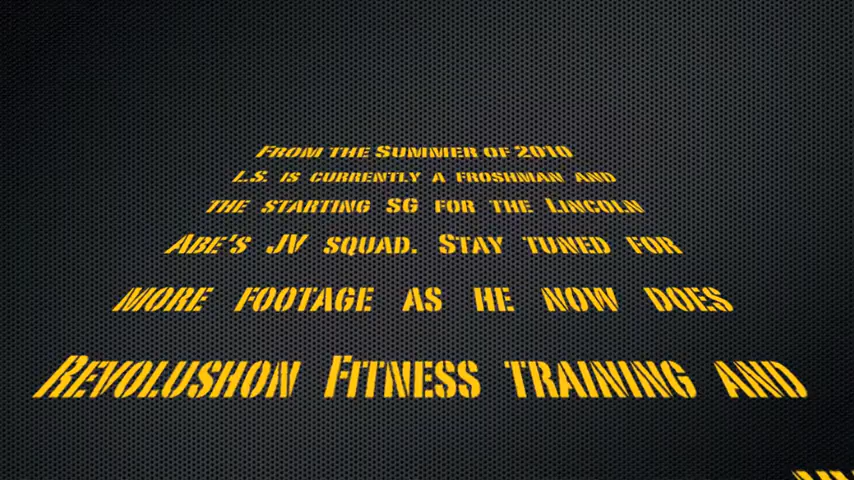 From the Summer of 2010
L.S. is currently a froshman and
the starting SG for the Lincoln
Abe's JV squad. Stay tuned for
more footage as he now does
Revolushon Fitness training and